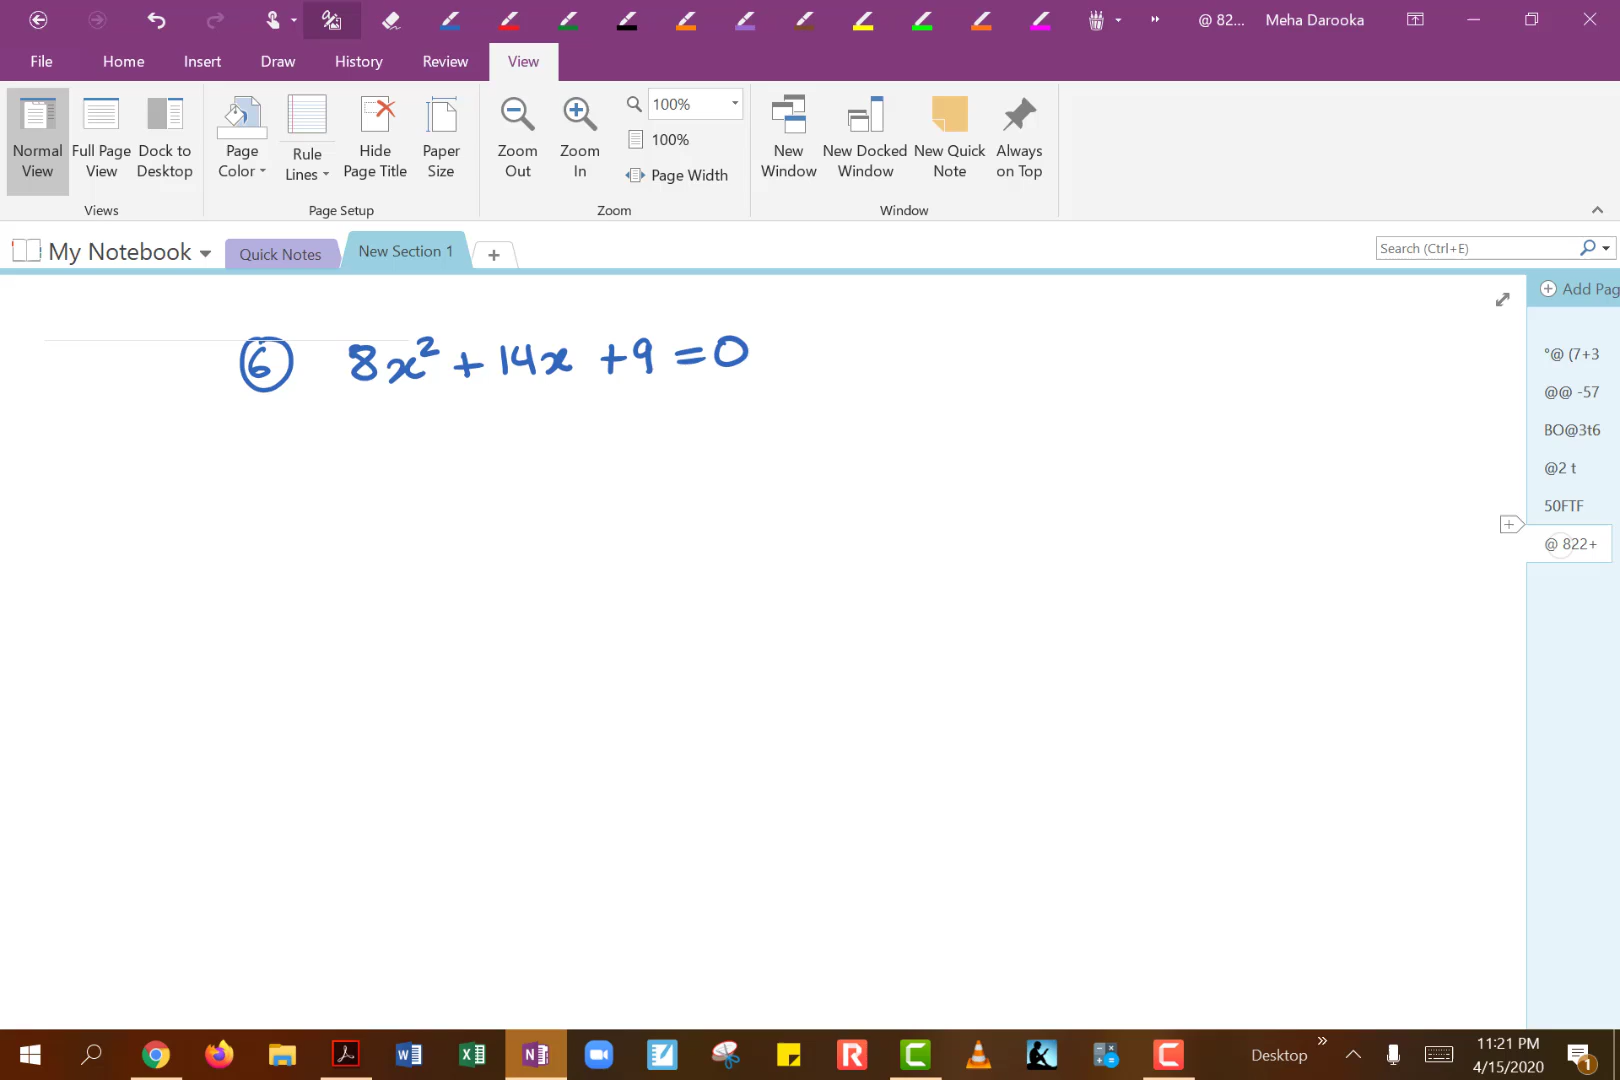 @ 82...
Meha Darooka
File Home Insert Draw History Review View
Normal View
Full Page View
Dock to Desktop
Page Color
Rule Lines
Hide Page Title
Paper Size
Zoom Out
Zoom In
100%
100%
Page Width
New Window
New Docked Window
New Quick Note
Always on Top
Views Page Setup Zoom Window
My Notebook Quick Notes New Section 1 +
Search (Ctrl+E)
Add Pag
⑥ 8x² + 14x + 9 = 0
°@ (7+3
@@ -57
BO@3t6
@2 t
50FTF
@ 822+
Desktop
11:21 PM
4/15/2020
1